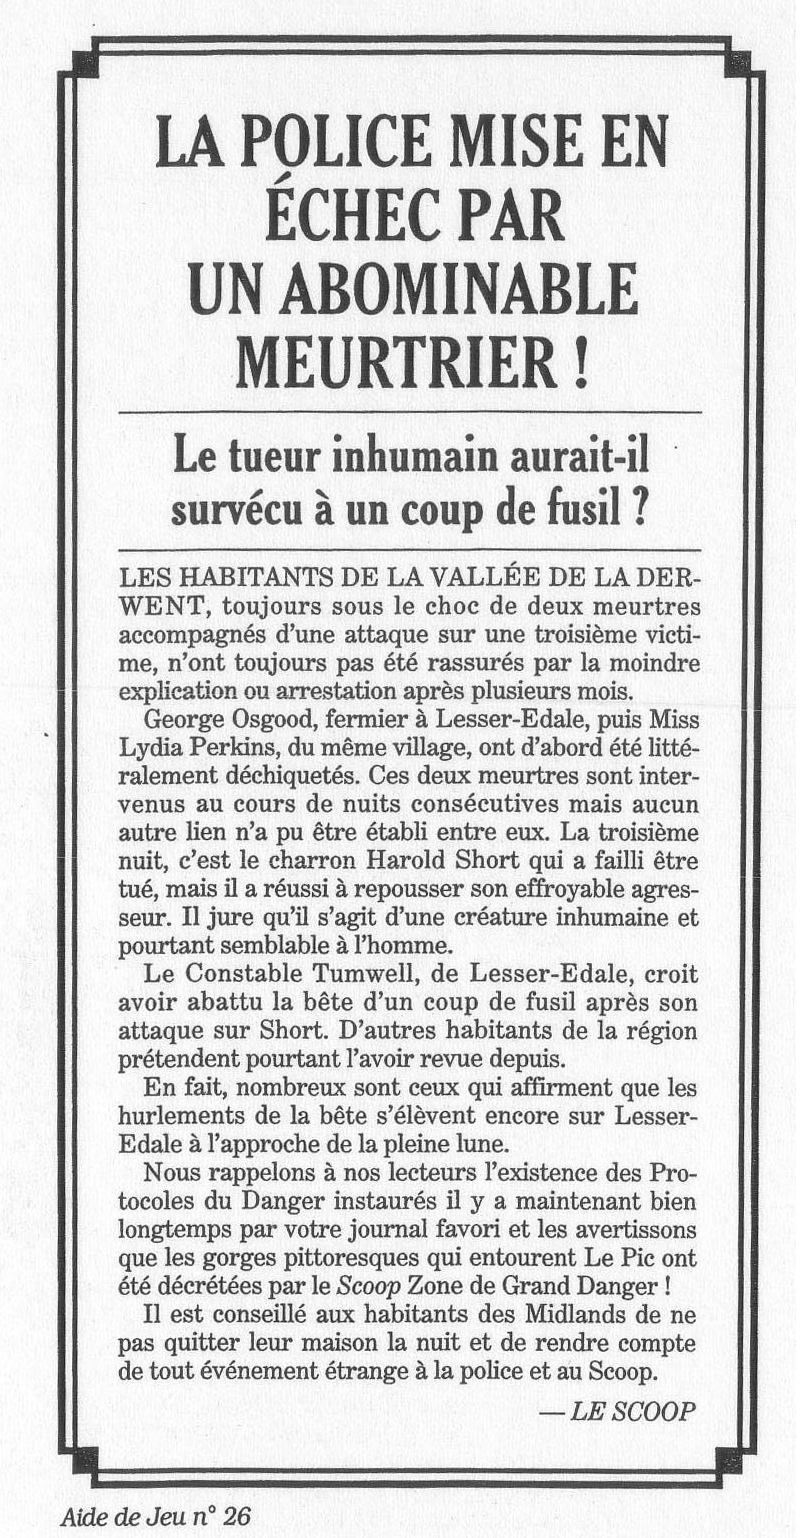 LA POLICE MISE EN
ÉCHEC PAR
UN ABOMINABLE
MEURTRIER !
Le tueur inhumain aurait-il
survécu à un coup de fusil ?
LES HABITANTS DE LA VALLÉE DE LA DER-
WENT, toujours sous le choc de deux meurtres
accompagnés d'une attaque sur une troisième victi-
me, n'ont toujours pas été rassurés par la moindre
explication ou arrestation après plusieurs mois.
George Osgood, fermier à Lesser-Edale, puis Miss
Lydia Perkins, du même village, ont d'abord été litté-
ralement déchiquetés. Ces deux meurtres sont inter-
venus au cours de nuits consécutives mais aucun
autre lien n'a pu être établi entre eux. La troisième
nuit, c'est le charron Harold Short qui a failli être
tué, mais il a réussi à repousser son effroyable agres-
seur. Il jure qu'il s'agit d'une créature inhumaine et
pourtant semblable à l'homme.
Le Constable Tumwell, de Lesser-Edale, croit
avoir abattu la bête d'un coup de fusil après son
attaque sur Short. D'autres habitants de la région
prétendent pourtant l'avoir revue depuis.
En fait, nombreux sont ceux qui affirment que les
hurlements de la bête s'élèvent encore sur Lesser-
Edale à l'approche de la pleine lune.
Nous rappelons à nos lecteurs l'existence des Pro-
tocoles du Danger instaurés il y a maintenant bien
longtemps par votre journal favori et les avertissons
que les gorges pittoresques qui entourent Le Pic ont
été décrétées par le Scoop Zone de Grand Danger !
Il est conseillé aux habitants des Midlands de ne
pas quitter leur maison la nuit et de rendre compte
de tout événement étrange à la police et au Scoop.
— LE SCOOP
Aide de Jeu n° 26